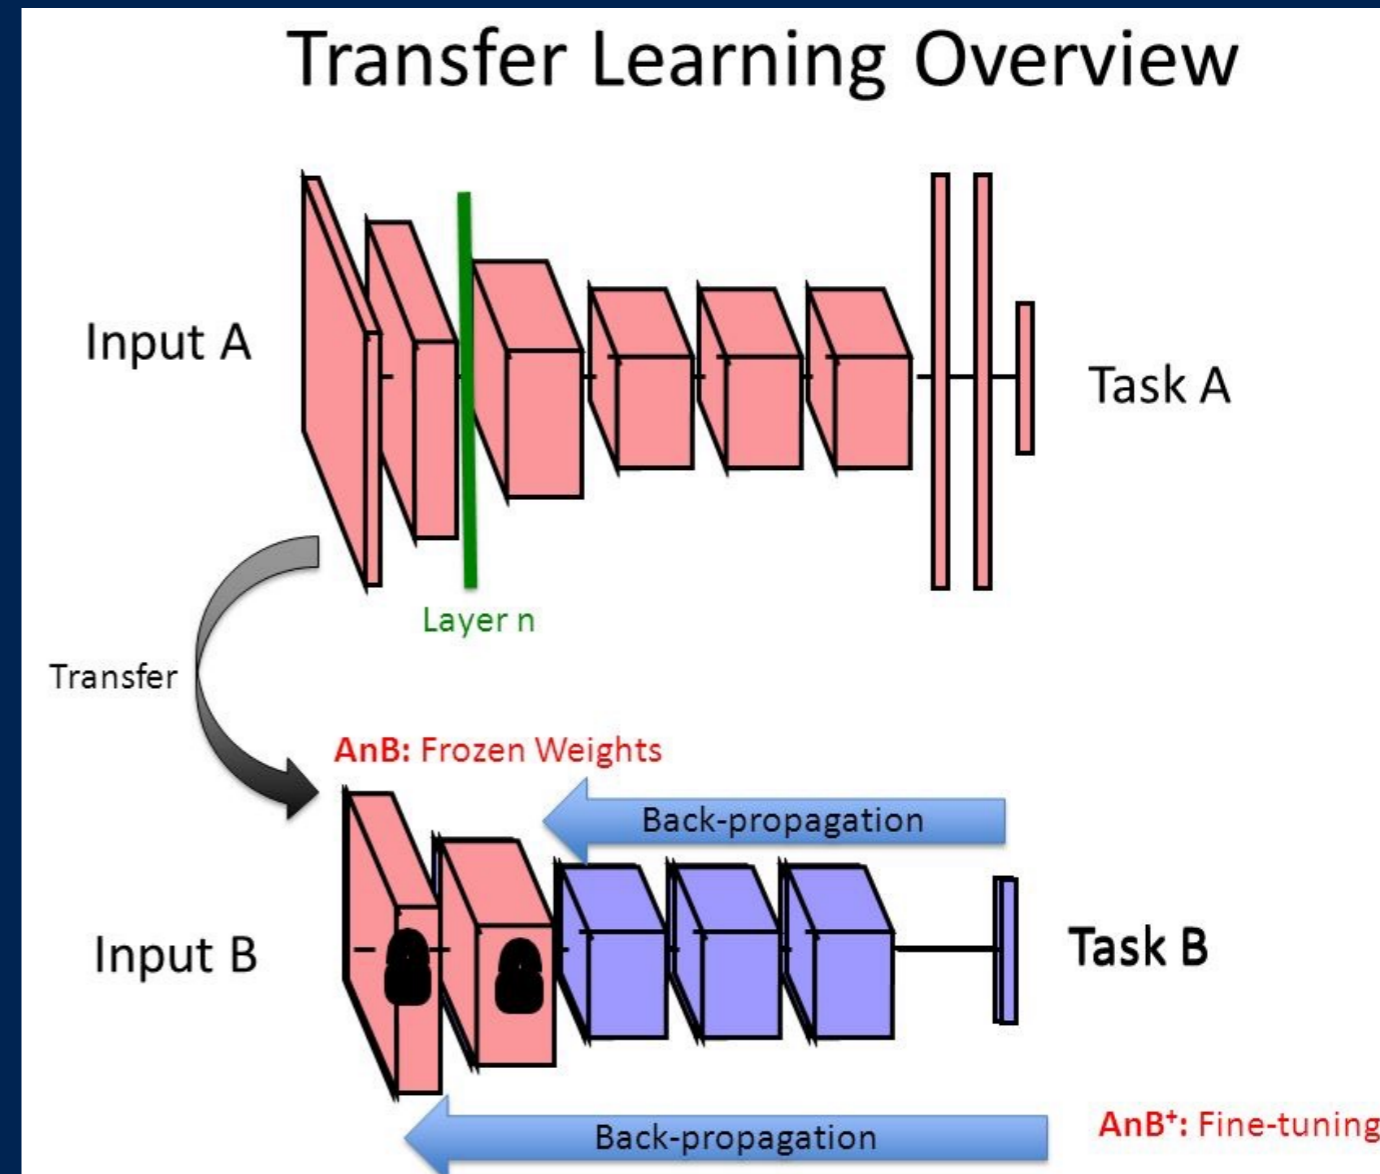 Transfer Learning Overview
Input A
Task A
Layer n
Transfer
AnB: Frozen Weights
Back-propagation
Input B
Task B
Back-propagation
AnB⁺: Fine-tuning